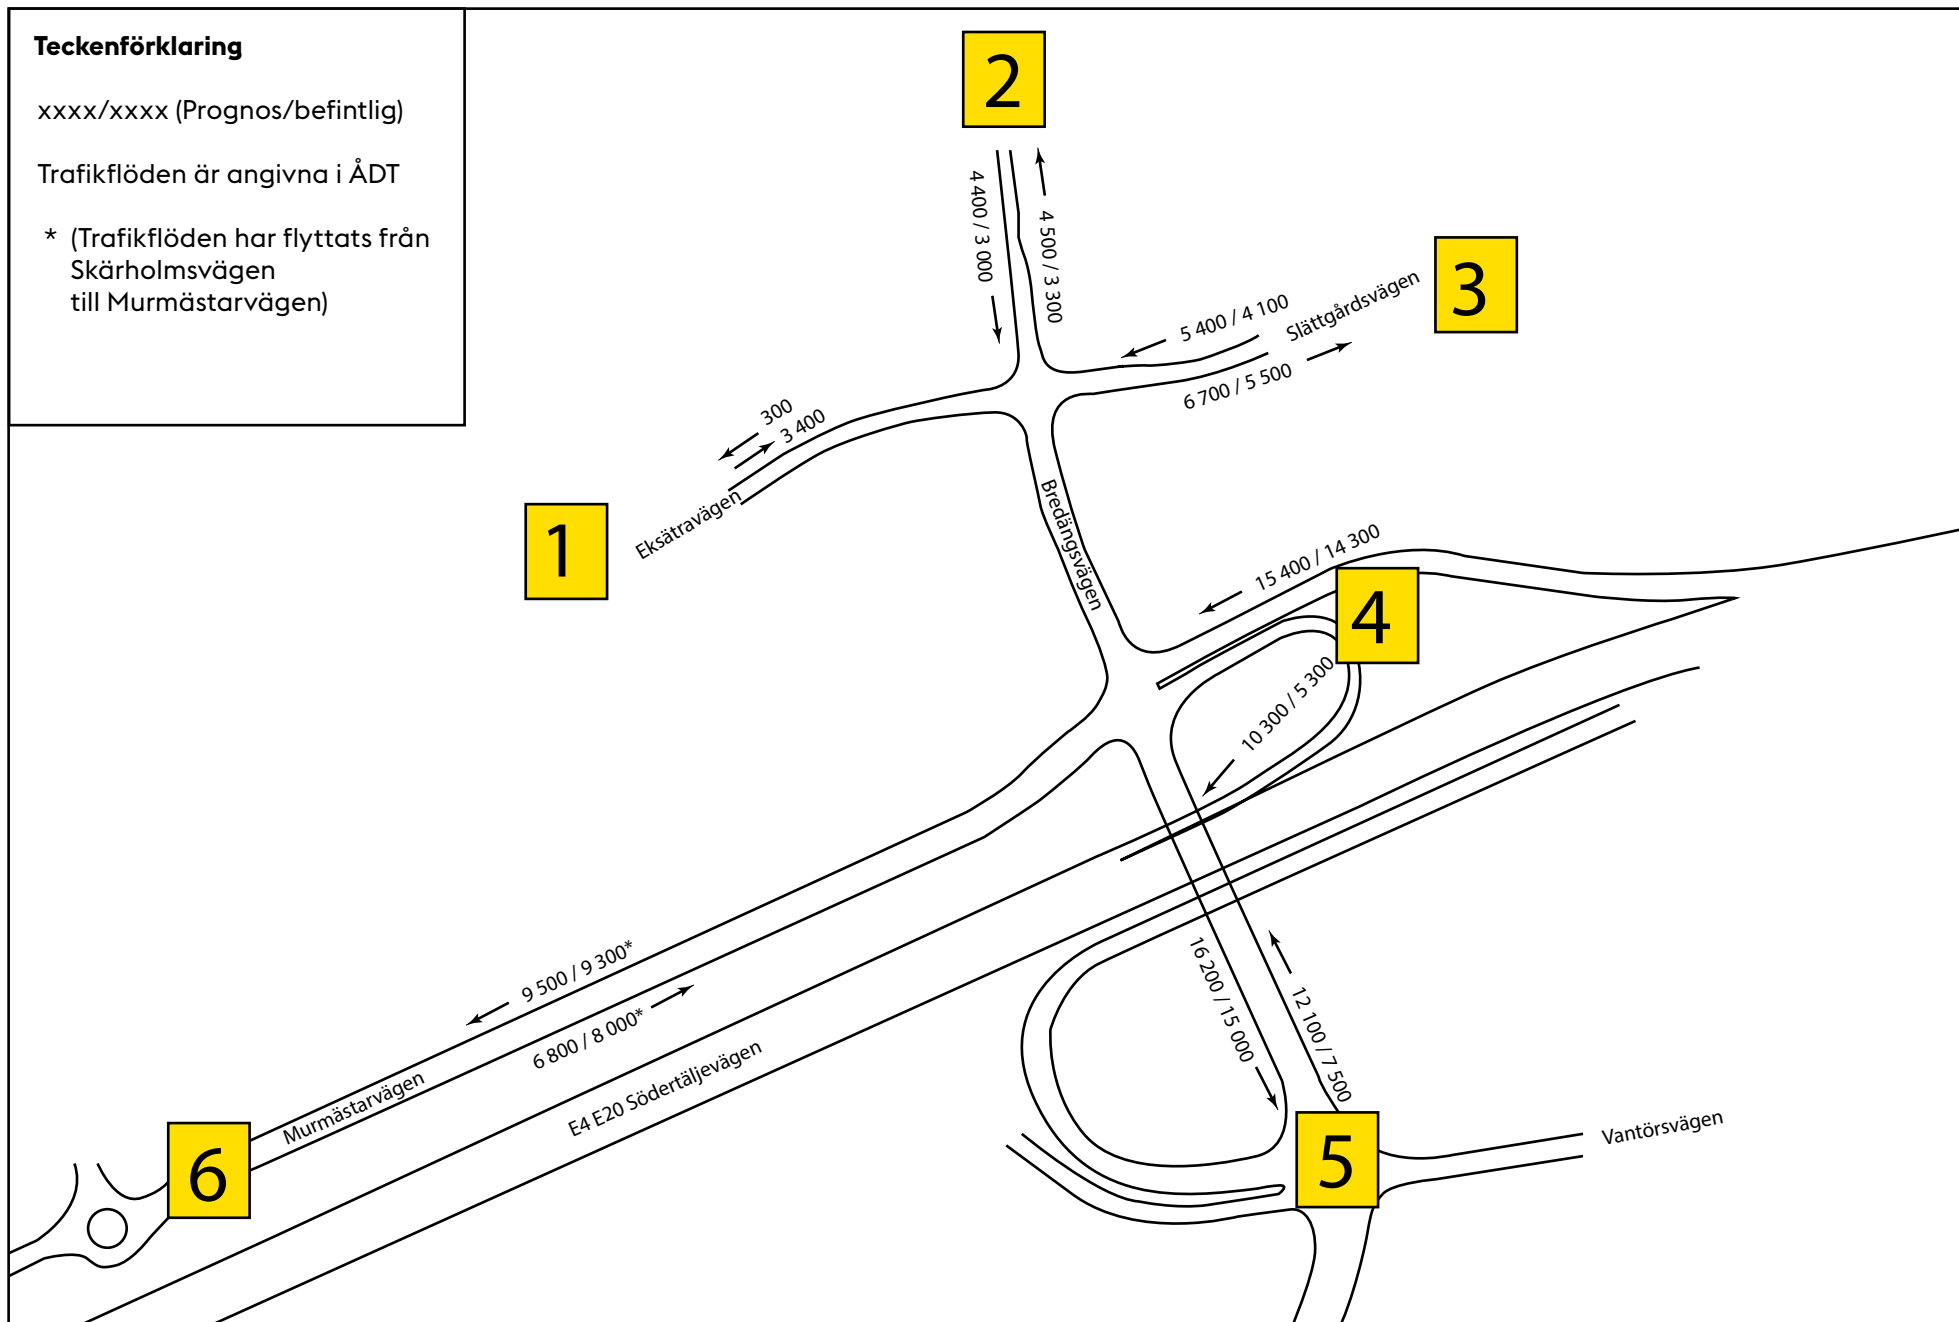 Teckenförklaring
xxxx/xxxx (Prognos/befintlig)
Trafikflöden är angivna i ÅDT
* (Trafikflöden har flyttats från
Skärholmsvägen
till Murmästarvägen)
2
4 400 / 3 000
4 500 / 3 300
3
Slättgårdsvägen
5 400 / 4 100
6 700 / 5 500
300
3 400
1
Eksätravägen
Bredängsvägen
15 400 / 14 300
4
10 300 / 5 300
9 500 / 9 300*
6 800 / 8 000*
16 200 / 15 000
12 100 / 7 500
E4 E20 Södertäljevägen
Murmästarvägen
6
5
Vantörsvägen